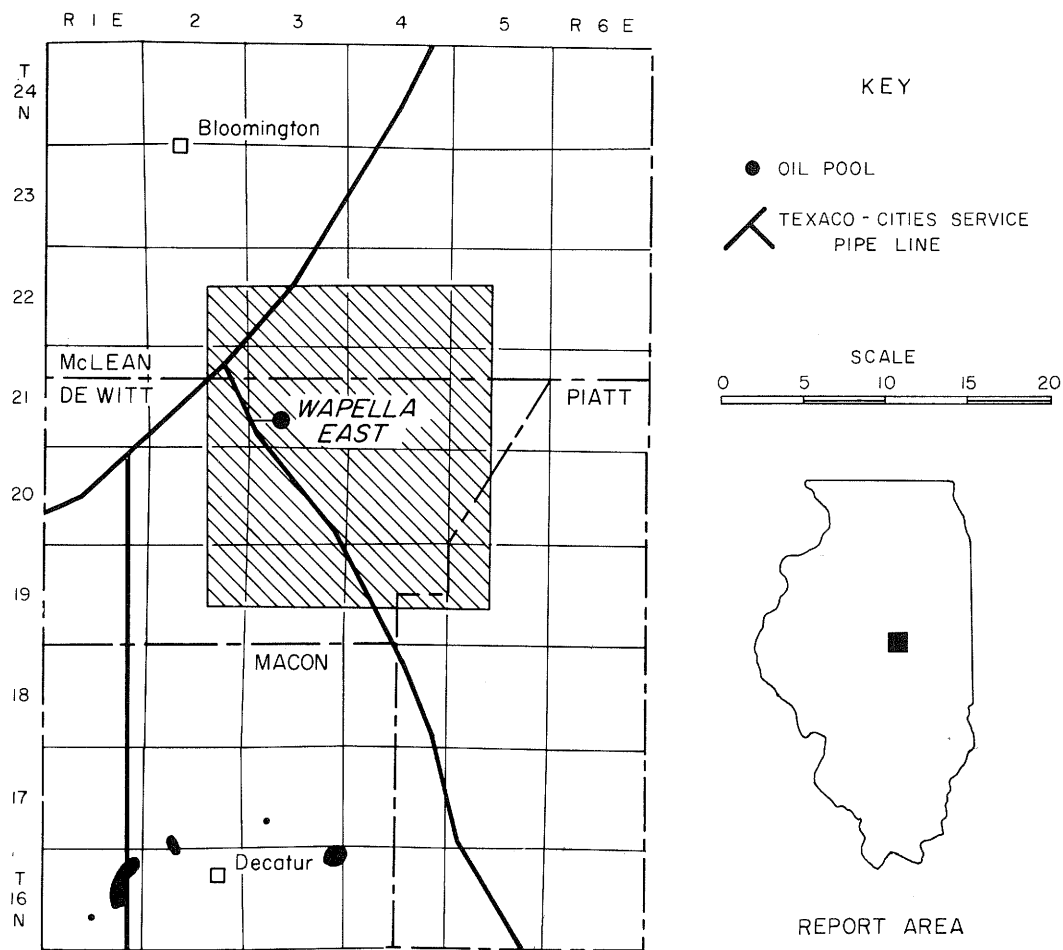 R 1 E 2 3 4 5 R 6 E
T
24
N
23
22
21
20
19
18
17
T
16
N
Bloomington
McLEAN
DE WITT
PIATT
WAPELLA
EAST
MACON
Decatur
KEY
OIL POOL
TEXACO - CITIES SERVICE
PIPE LINE
SCALE
0 5 10 15 20
REPORT AREA